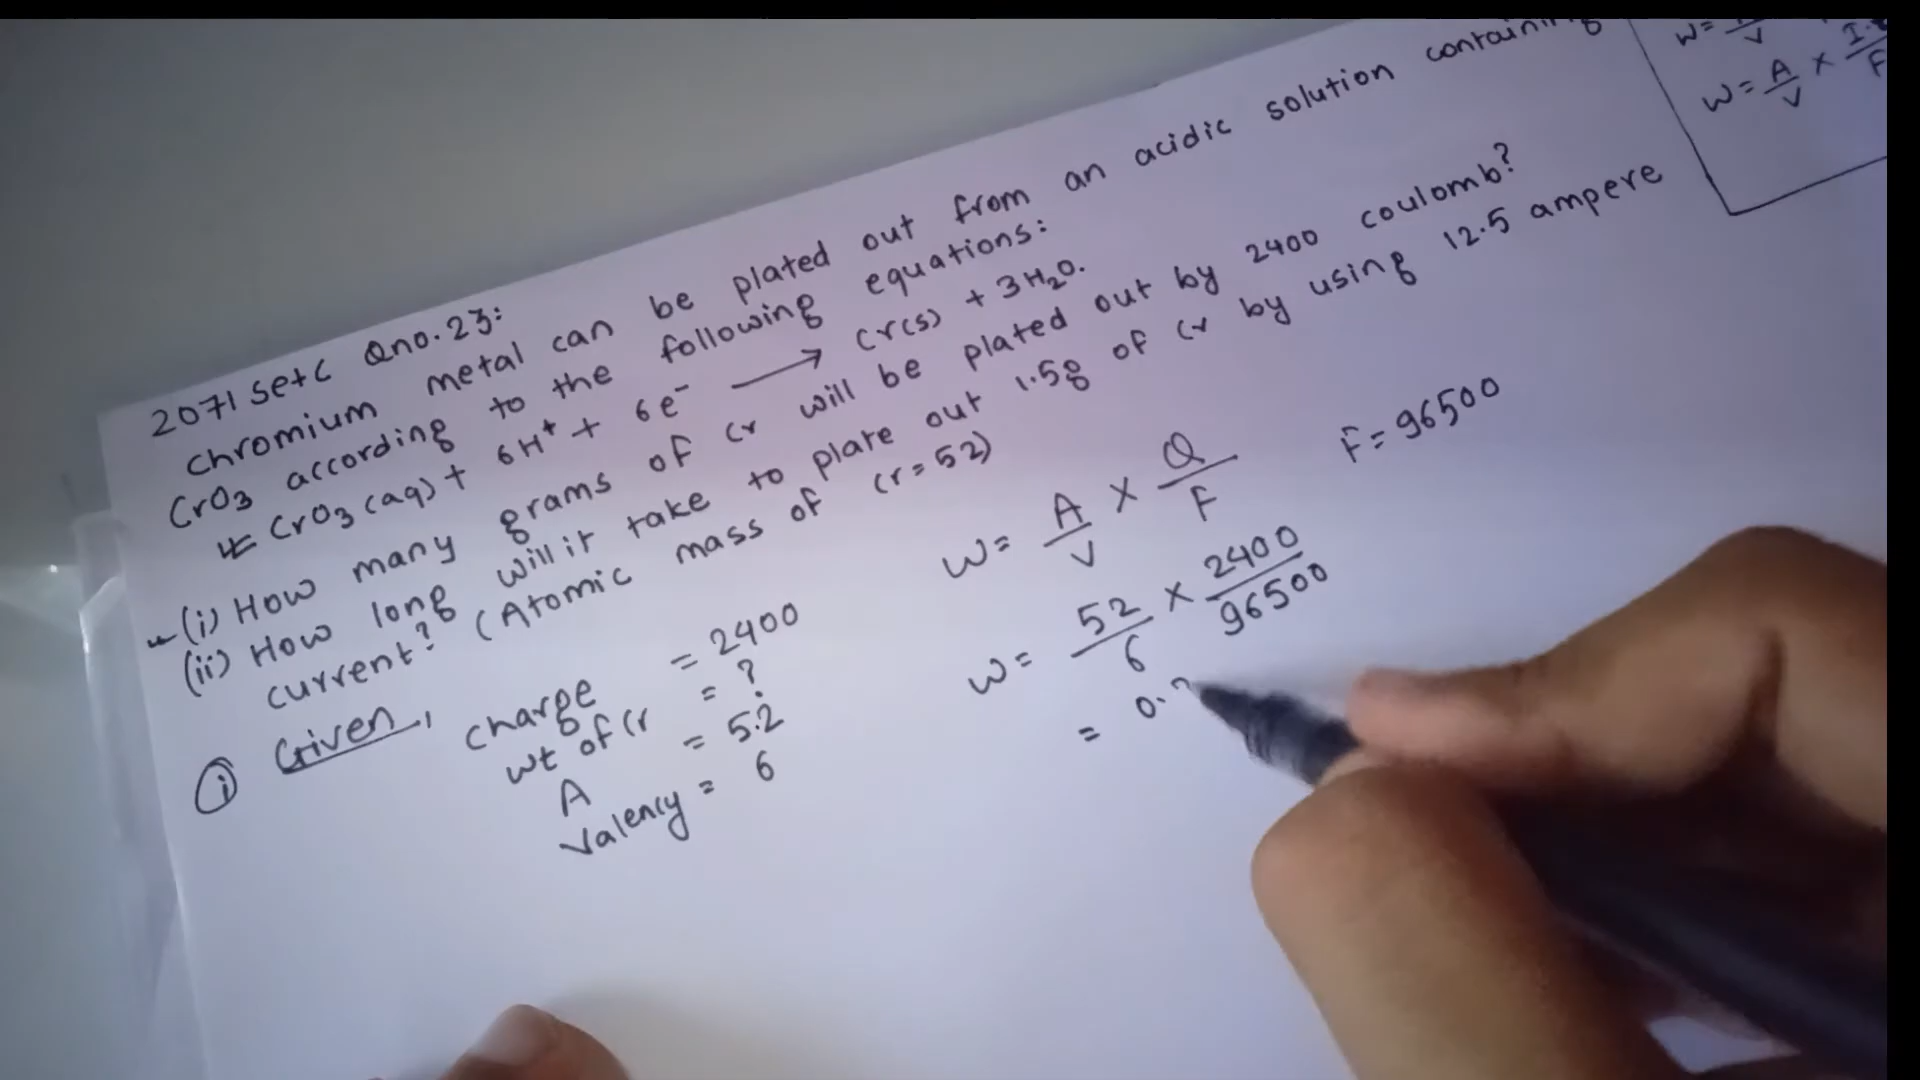 2071 Set C Qno.23:
Chromium metal can be plated out from an acidic solution containing
CrO3 according to the following equations:
CrO3 (aq) + 6H+ + 6e- → Cr(s) + 3H2O.
(i) How many grams of Cr will be plated out by 2400 coulomb?
(ii) How long will it take to plate out 1.5g of Cr by using 12.5 ampere
current? (Atomic mass of Cr = 52)
(i) Given, charge = 2400
wt of Cr = ?
A = 52
Valency = 6
W = A/V × Q/F
F = 96500
W = 52/6 × 2400/96500
= 0.
W =
V
W = A/V × I.
F